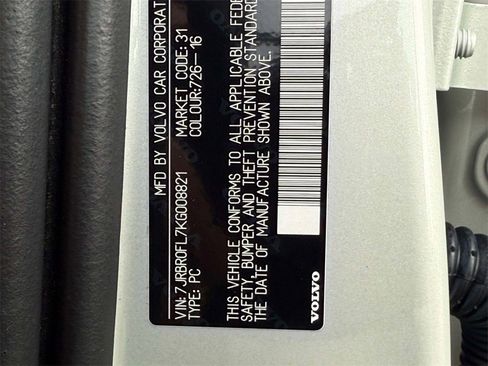 MFD BY VOLVO CAR CORPORAT
MARKET CODE: 31
COLOUR:726-16
VIN:7JRBR0FL7KG008821
TYPE: PC
THIS VEHICLE CONFORMS TO ALL APPLICABLE FEDE
SAFETY, BUMPER AND THEFT PREVENTION STANDARD
THE DATE OF MANUFACTURE SHOWN ABOVE.
VOLVO